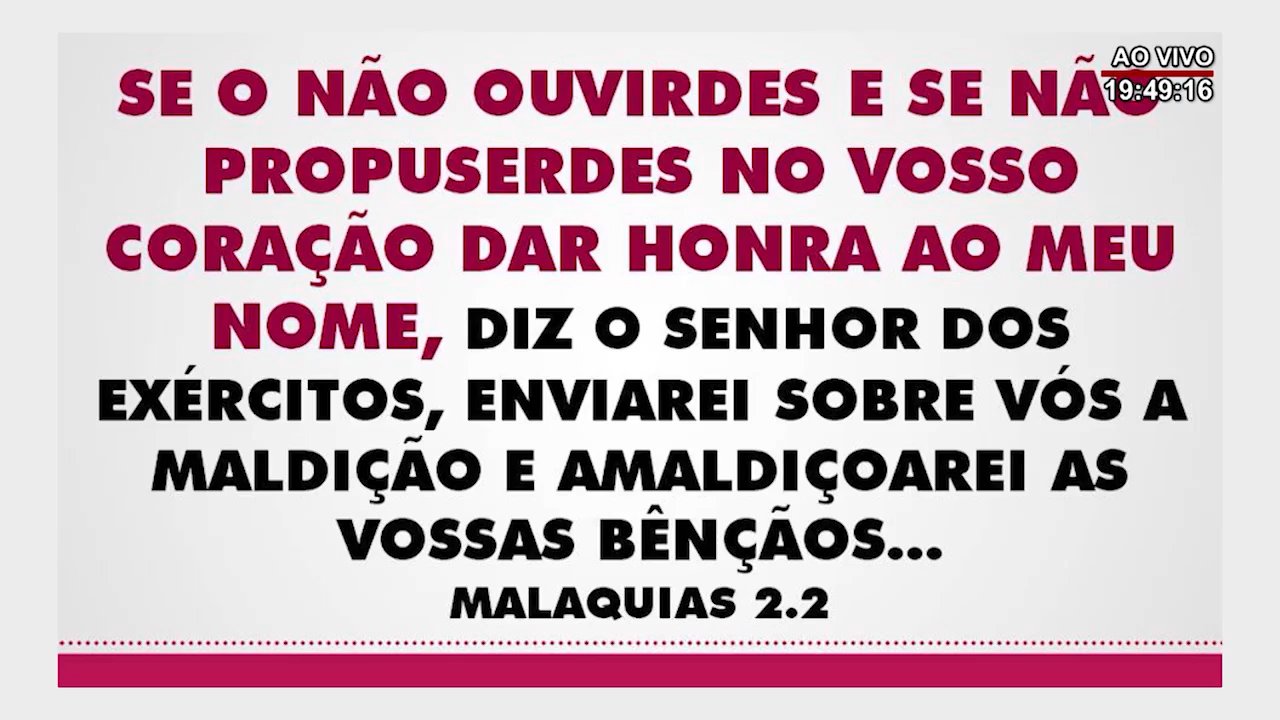 AO VIVO
19:49:16
SE O NÃO OUVIRDES E SE NÃO
PROPUSERDES NO VOSSO
CORAÇÃO DAR HONRA AO MEU
NOME, DIZ O SENHOR DOS
EXÉRCITOS, ENVIAREI SOBRE VÓS A
MALDIÇÃO E AMALDIÇOAREI AS
VOSSAS BÊNÇÃOS...
MALAQUIAS 2.2